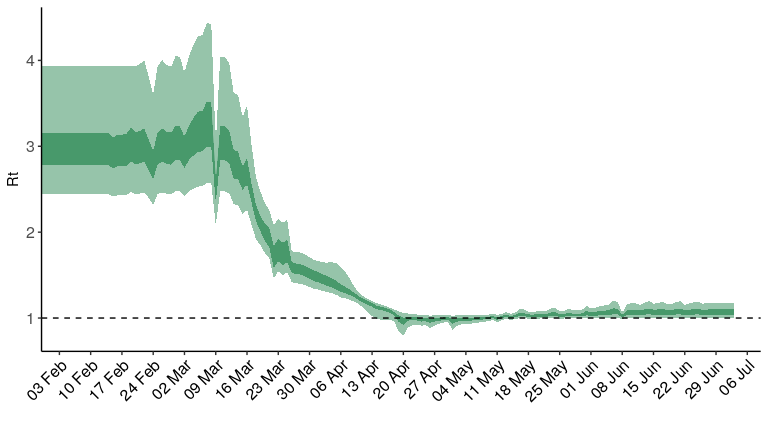 Rt
4
3
2
1
03 Feb
10 Feb
17 Feb
24 Feb
02 Mar
09 Mar
16 Mar
23 Mar
30 Mar
06 Apr
13 Apr
20 Apr
27 Apr
04 May
11 May
18 May
25 May
01 Jun
08 Jun
15 Jun
22 Jun
29 Jun
06 Jul